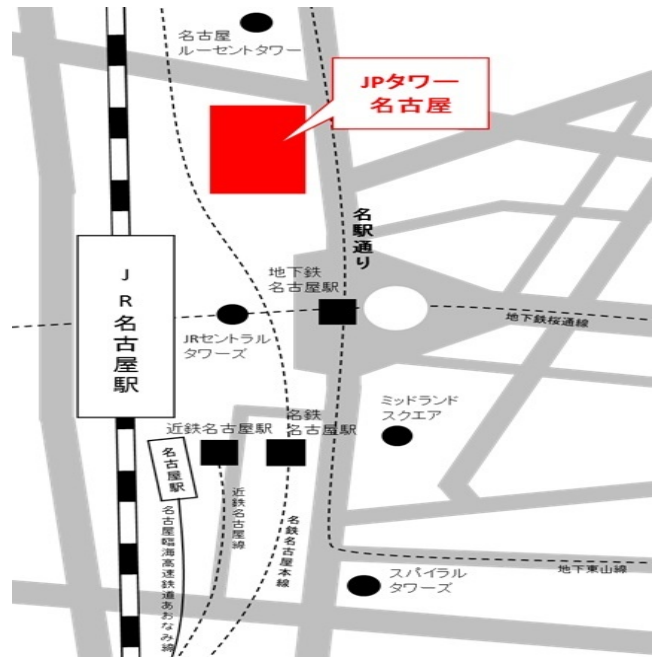 名古屋
ルーセントタワー
JPタワー
名古屋
名駅通り
地下鉄
名古屋駅
JR名古屋駅
JRセントラル
タワーズ
地下鉄桜通線
ミッドランド
スクエア
近鉄名古屋駅
名鉄
名古屋駅
名古屋駅
近鉄名古屋線
名鉄名古屋本線
名古屋臨海高速鉄道あおなみ線
地下東山線
スパイラル
タワーズ